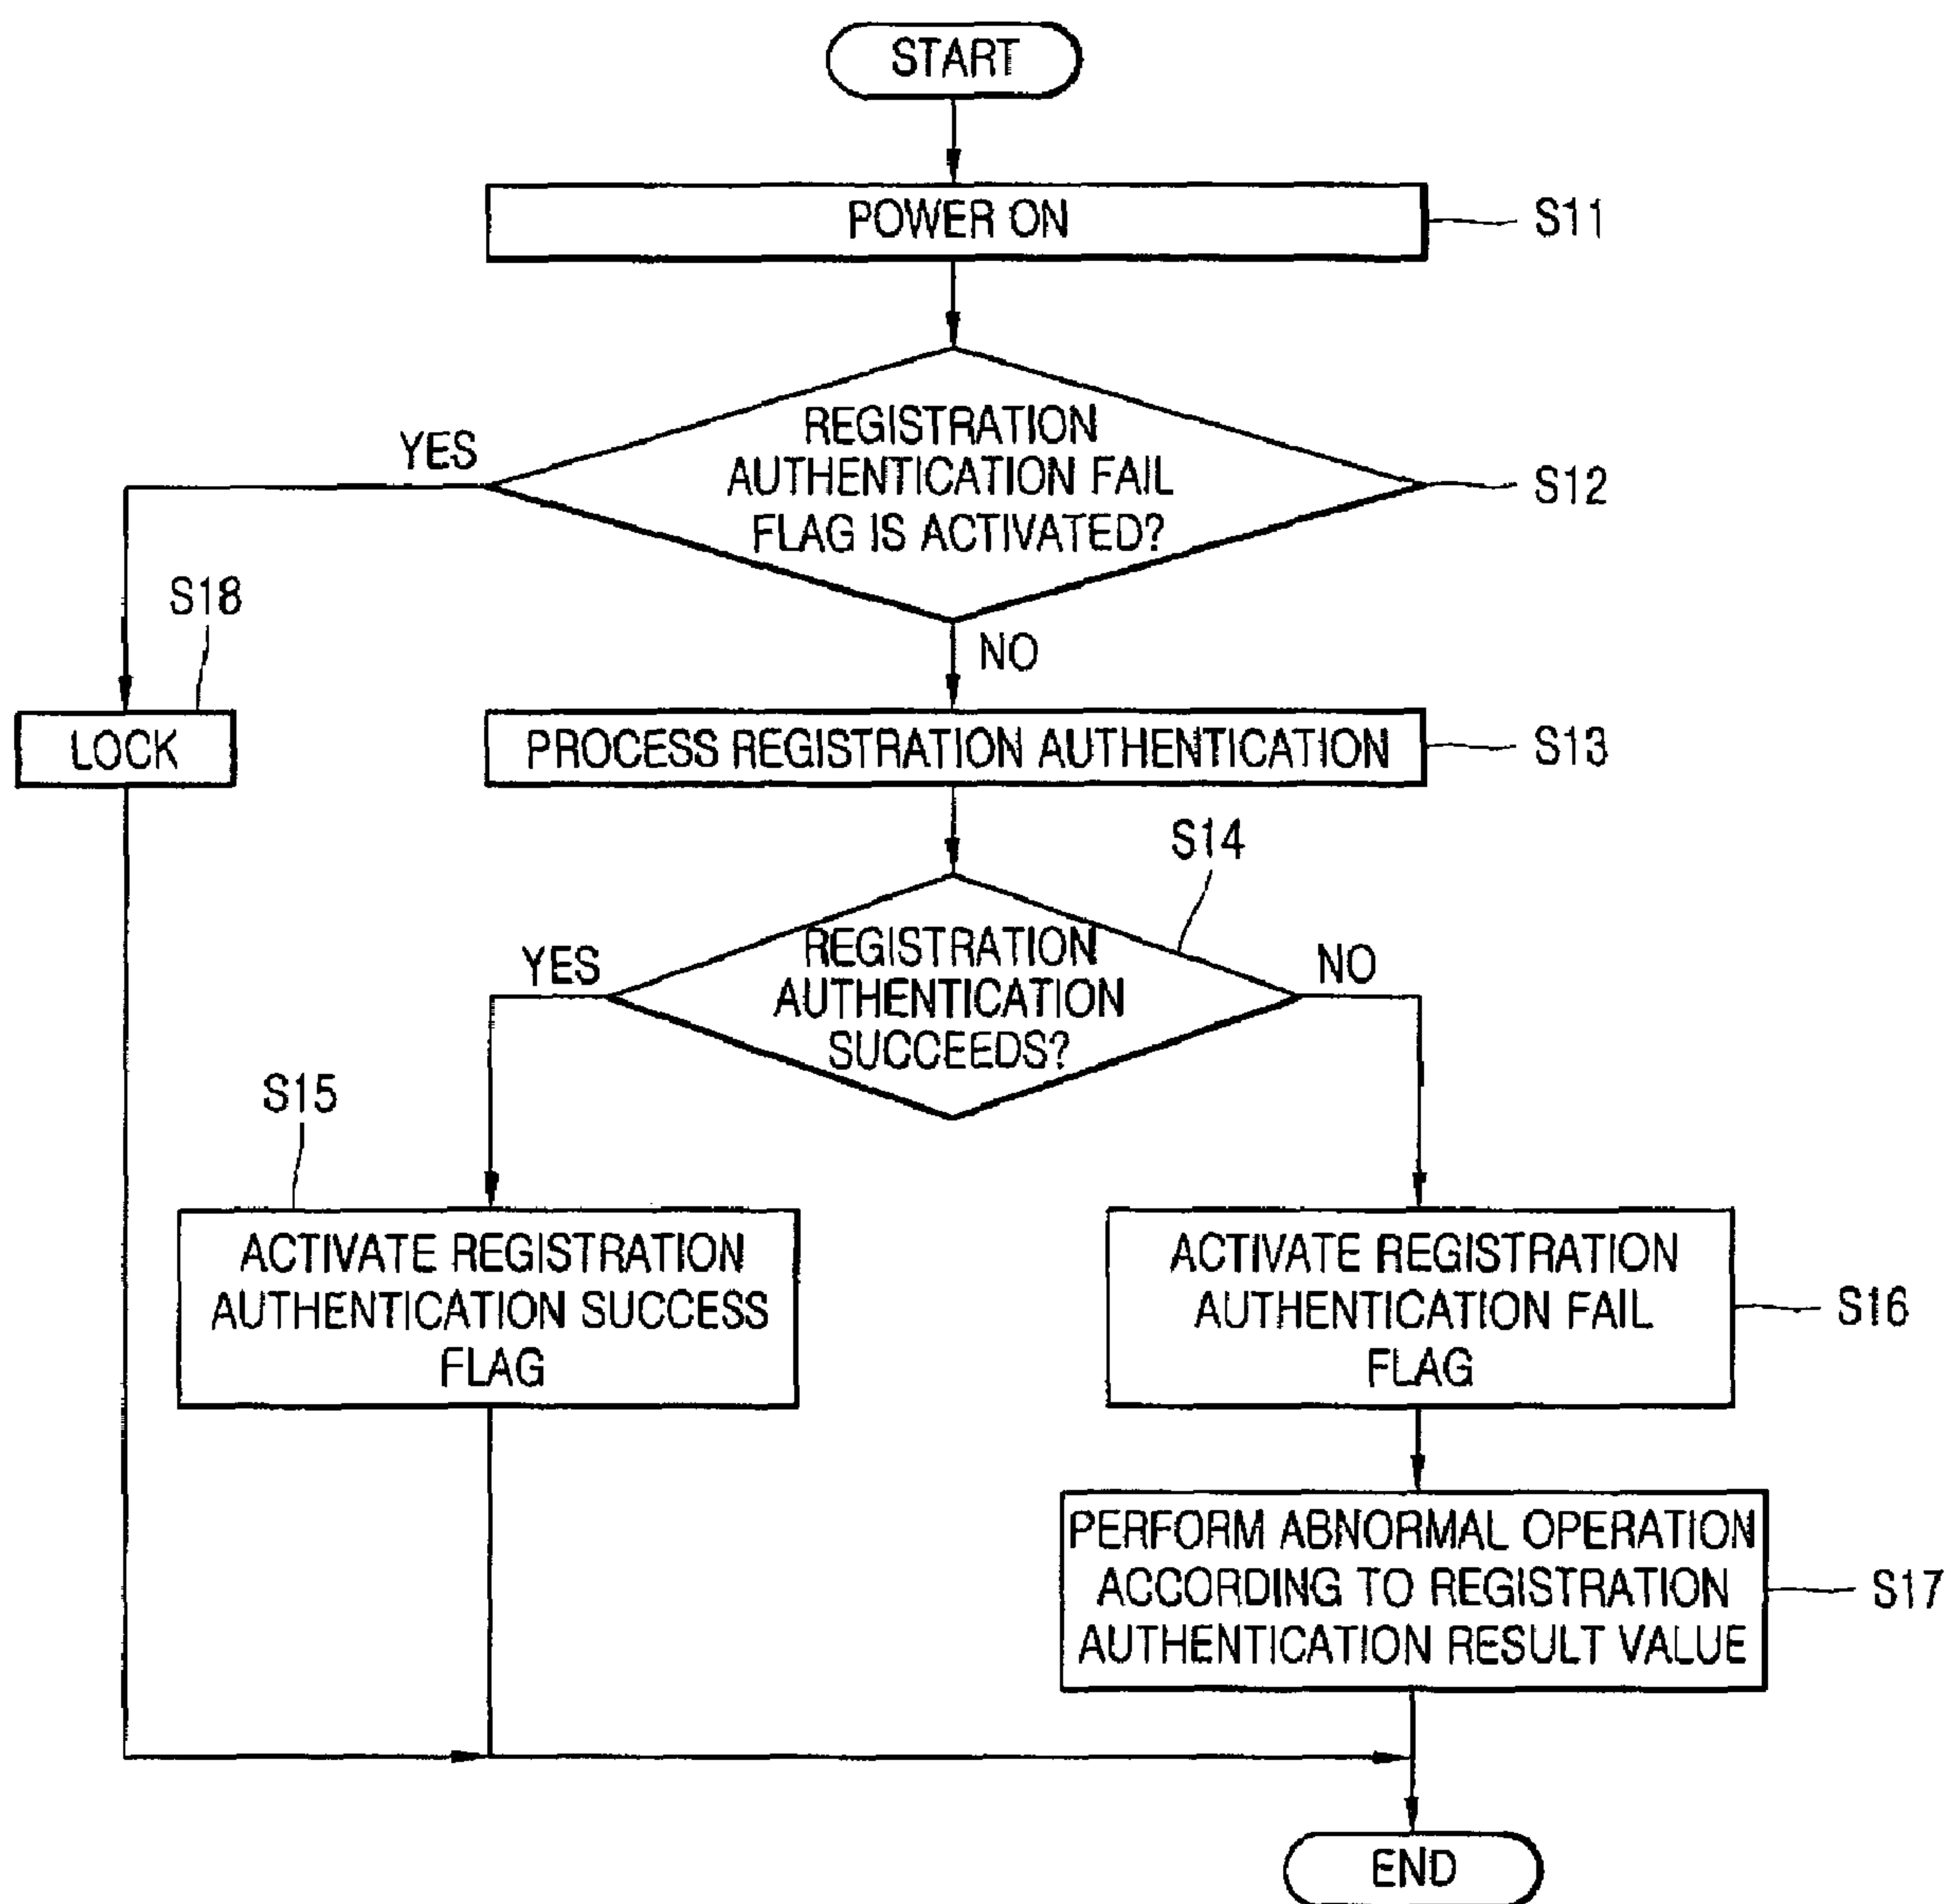 START
POWER ON
S11
REGISTRATION
AUTHENTICATION FAIL
FLAG IS ACTIVATED?
YES
S12
S18
NO
LOCK
PROCESS REGISTRATION AUTHENTICATION
S13
S14
REGISTRATION
AUTHENTICATION
SUCCEEDS?
YES
NO
S15
ACTIVATE REGISTRATION
AUTHENTICATION SUCCESS
FLAG
ACTIVATE REGISTRATION
AUTHENTICATION FAIL
FLAG
S16
PERFORM ABNORMAL OPERATION
ACCORDING TO REGISTRATION
AUTHENTICATION RESULT VALUE
S17
END